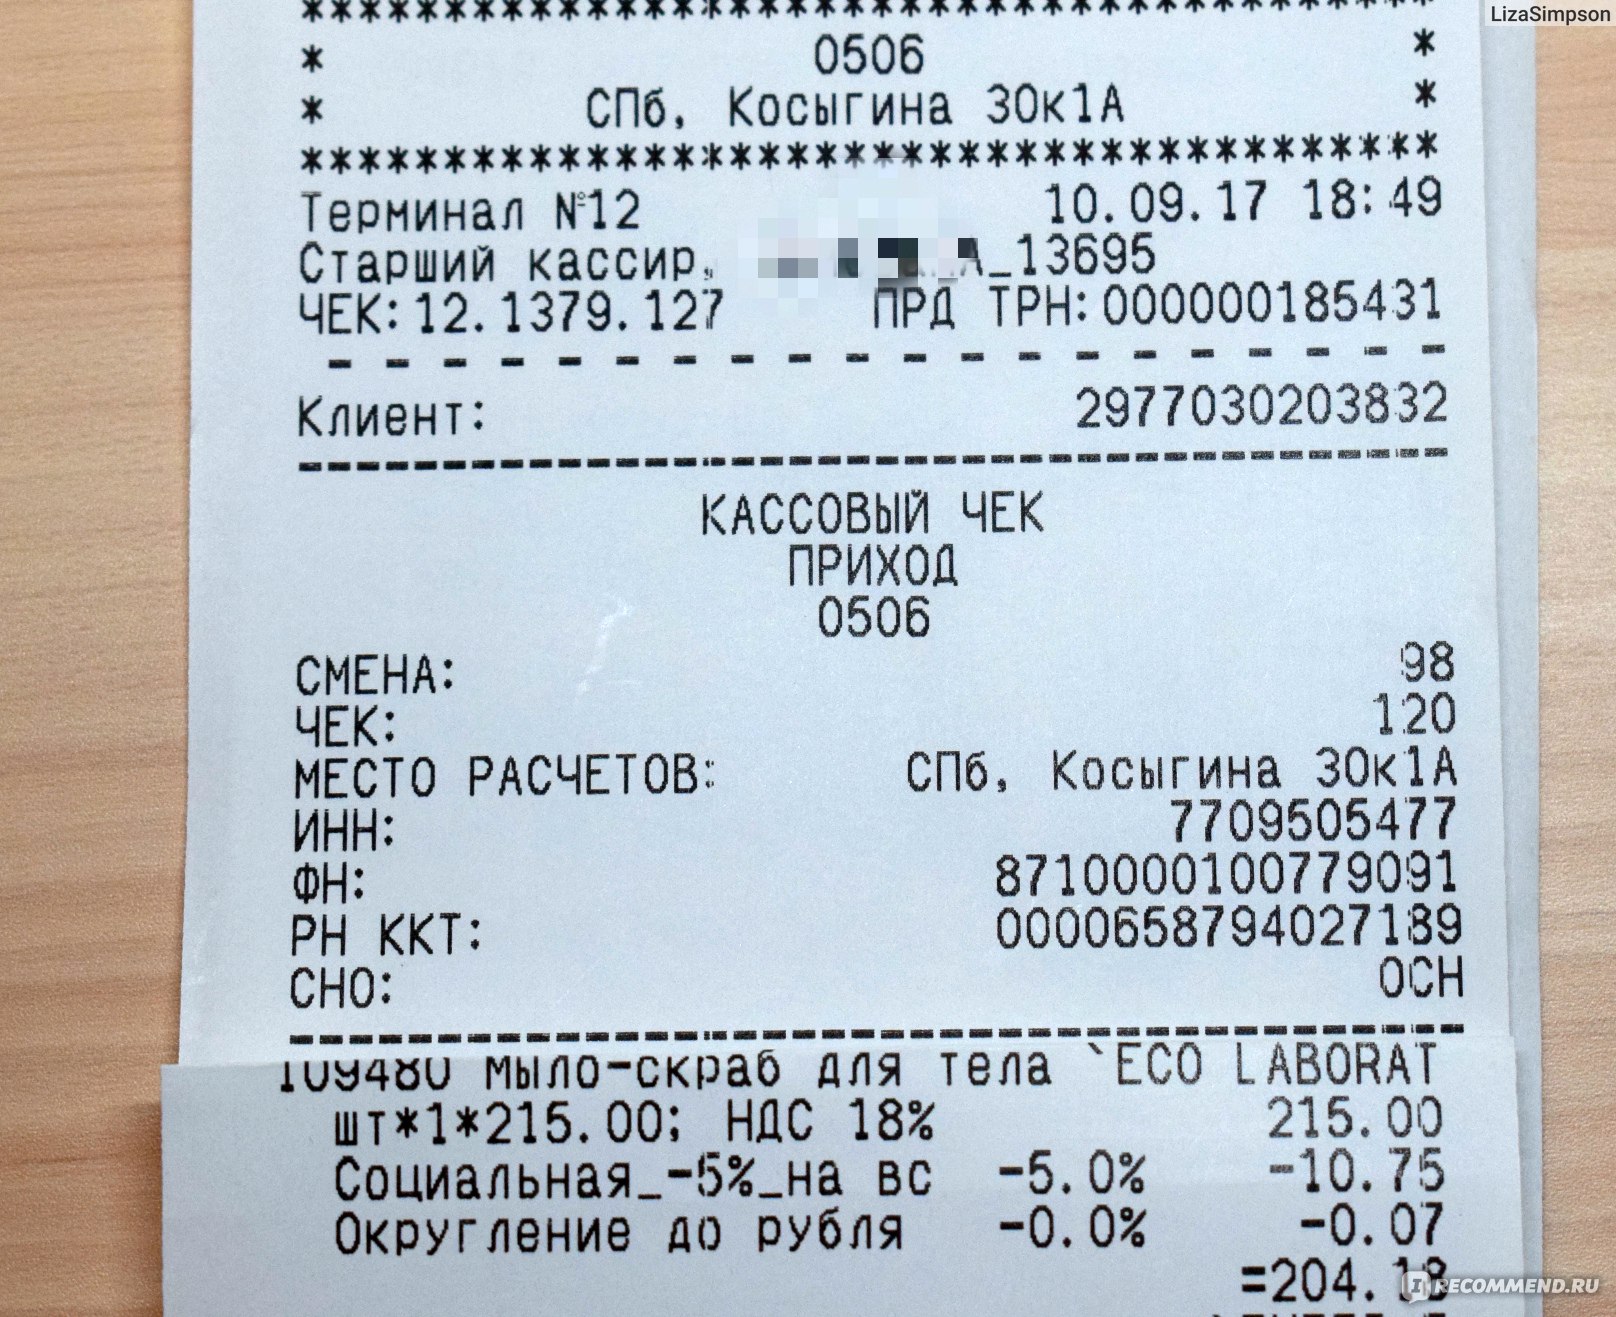 LizaSimpson
****************************************
* 0506 *
* СПб, Косыгина 30к1А *
****************************************
Терминал №12 10.09.17 18:49
Старший кассир, _13695
ЧЕК:12.1379.127 ПРД ТРН:000000185431
- - - - - - - - - - - - - - - - - - - -
Клиент: 2977030203832
----------------------------------------
КАССОВЫЙ ЧЕК
ПРИХОД
0506
СМЕНА: 98
ЧЕК: 120
МЕСТО РАСЧЕТОВ: СПб, Косыгина 30к1А
ИНН: 7709505477
ФН: 8710000100779091
РН ККТ: 0000658794027189
СНО: ОСН
----------------------------------------
109480 Мыло-скраб для тела `ECO LABORAT
шт*1*215.00; НДС 18% 215.00
Социальная_-5%_на вс -5.0% -10.75
Округление до рубля -0.0% -0.07
=204.18
IRECOMMEND.RU